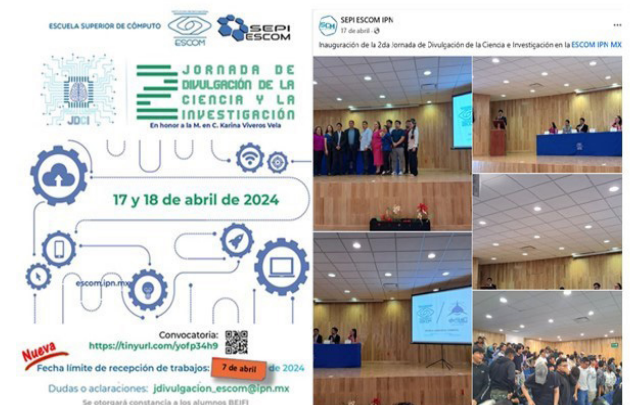 ESCUELA SUPERIOR DE CÓMPUTO
ESCOM
SEPI
ESCOM
JDCI
2
JORNADA DE
DIVULGACIÓN DE LA
CIENCIA Y LA
INVESTIGACIÓN
En honor a la M. en C. Karina Viveros Vela
17 y 18 de abril de 2024
escom.ipn.mx
Convocatoria:
https://tinyurl.com/yofp34h9
Nueva
Fecha límite de recepción de trabajos: 7 de abril de 2024
Dudas o aclaraciones: jdivulgacion_escom@ipn.mx
Se otorgará constancia a los alumnos BEIFI
SEPI ESCOM IPN
17 de abril ·
Inauguración de la 2da Jornada de Divulgación de la Ciencia e Investigación en la ESCOM IPN MX